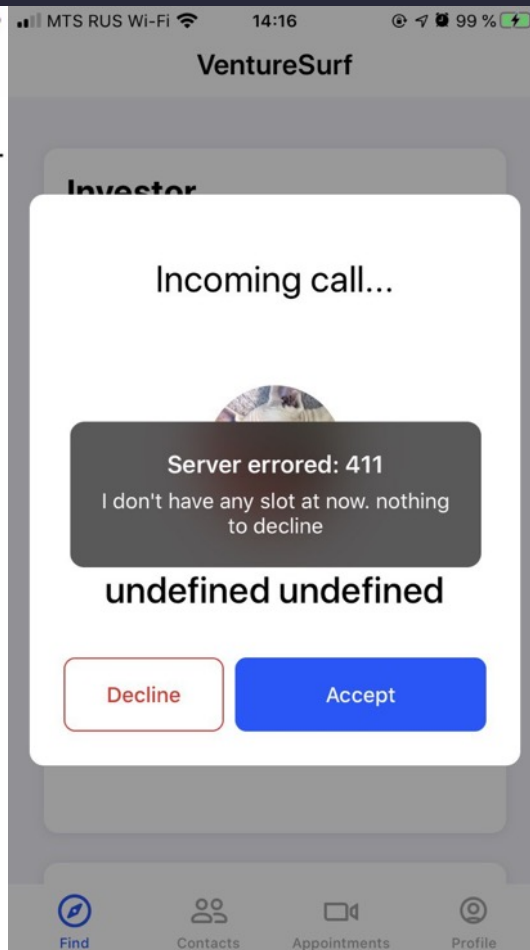 MTS RUS Wi-Fi 14:16 99 %
VentureSurf
Investor
Incoming call...
Server errored: 411
I don't have any slot at now. nothing
to decline
undefined undefined
Decline Accept
Find Contacts Appointments Profile